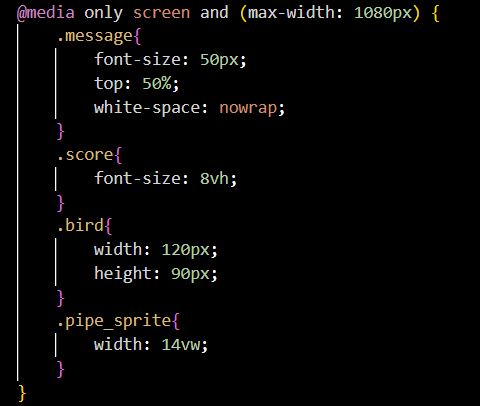 @media only screen and (max-width: 1080px) {
    .message{
        font-size: 50px;
        top: 50%;
        white-space: nowrap;
    }
    .score{
        font-size: 8vh;
    }
    .bird{
        width: 120px;
        height: 90px;
    }
    .pipe_sprite{
        width: 14vw;
    }
}